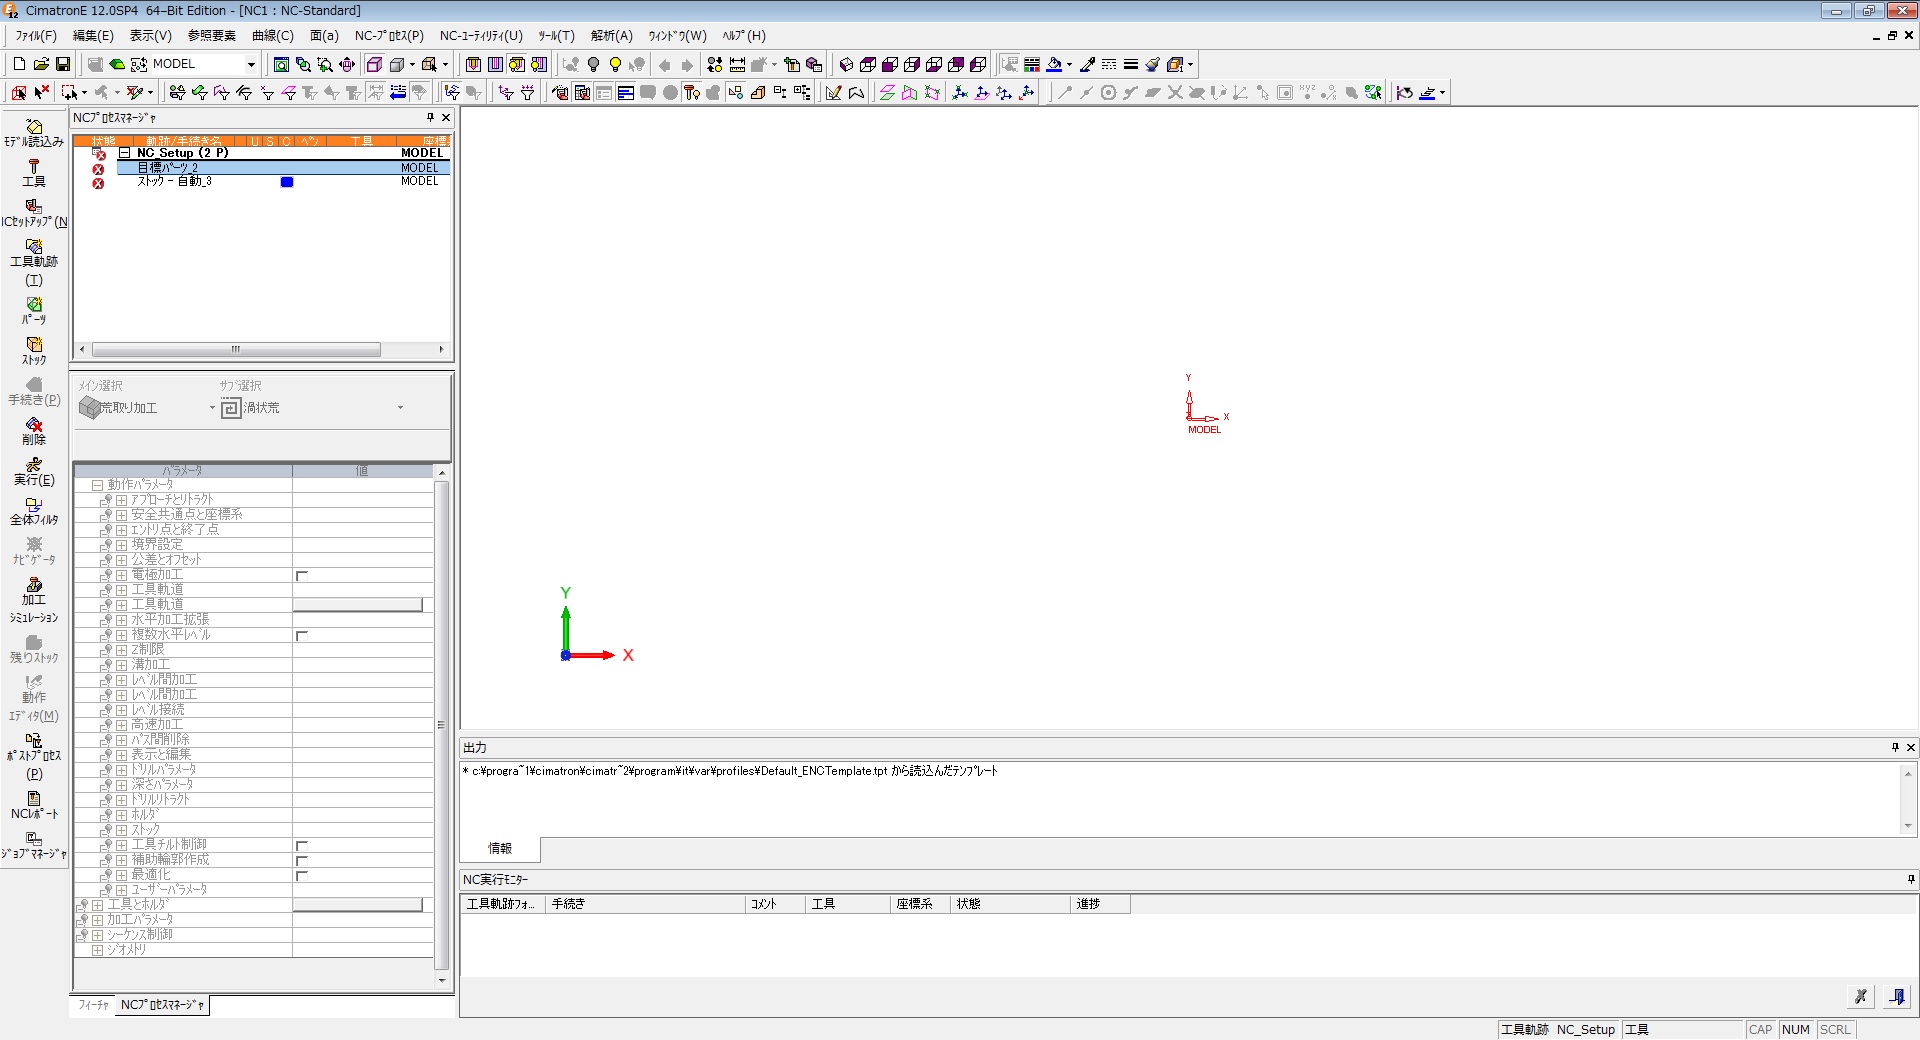 CimatronE 12.0SP4  64-Bit Edition - [NC1 : NC-Standard]
ﾌｧｲﾙ(F) 編集(E) 表示(V) 参照要素 曲線(C) 面(a) NC-ﾌﾟﾛｾｽ(P) NC-ﾕｰﾃｨﾘﾃｨ(U) ﾂｰﾙ(T) 解析(A) ｳｨﾝﾄﾞｳ(W) ﾍﾙﾌﾟ(H)
MODEL
NCﾌﾟﾛｾｽﾏﾈｰｼﾞｬ
状態 軌跡/手続き名 U S C ﾍﾟﾝ 工具 座標
NC_Setup (2 P) MODEL
目標ﾊﾟｰﾂ_2 MODEL
ｽﾄｯｸ - 自動_3 MODEL
ﾓﾃﾞﾙ読込み
工具
ICｾｯﾄｱｯﾌﾟ(N
工具軌跡
(T)
ﾊﾟｰﾂ
ｽﾄｯｸ
手続き(P)
削除
実行(E)
全体ﾌｨﾙﾀ
ﾅﾋﾞｹﾞｰﾀ
加工
ｼﾐｭﾚｰｼｮﾝ
残りｽﾄｯｸ
動作
ｴﾃﾞｨﾀ(M)
ﾎﾟｽﾄﾌﾟﾛｾｽ
(P)
NCﾚﾎﾟｰﾄ
ｼﾞｮﾌﾞﾏﾈｰｼﾞｬ
ﾒｲﾝ選択 ｻﾌﾞ選択
荒取り加工 渦状荒
ﾊﾟﾗﾒｰﾀ 値
動作ﾊﾟﾗﾒｰﾀ
ｱﾌﾟﾛｰﾁとﾘﾄﾗｸﾄ
安全共通点と座標系
ｴﾝﾄﾘ点と終了点
境界設定
公差とｵﾌｾｯﾄ
電極加工
工具軌道
工具軌道
水平加工拡張
複数水平ﾚﾍﾞﾙ
Z制限
溝加工
ﾚﾍﾞﾙ間加工
ﾚﾍﾞﾙ間加工
ﾚﾍﾞﾙ接続
高速加工
ﾊﾟｽ間削除
表示と編集
ﾄﾞﾘﾙﾊﾟﾗﾒｰﾀ
深さﾊﾟﾗﾒｰﾀ
ﾄﾞﾘﾙﾘﾄﾗｸﾄ
ﾎﾙﾀﾞ
ｽﾄｯｸ
工具ﾁﾙﾄ制御
補助輪郭作成
最適化
ﾕｰｻﾞｰﾊﾟﾗﾒｰﾀ
工具とﾎﾙﾀﾞ
加工ﾊﾟﾗﾒｰﾀ
ｼｰｹﾝｽ制御
ｼﾞｵﾒﾄﾘ
ﾌｨｰﾁｬ NCﾌﾟﾛｾｽﾏﾈｰｼﾞｬ
Y
X
MODEL
Y
X
出力
* c:¥progra~1¥cimatron¥cimatr~2¥program¥it¥var¥profiles¥Default_ENCTemplate.tpt から読込んだﾃﾝﾌﾟﾚｰﾄ
情報
NC実行ﾓﾆﾀｰ
工具軌跡ﾌｫ... 手続き ｺﾒﾝﾄ 工具 座標系 状態 進捗
工具軌跡 NC_Setup 工具 CAP NUM SCRL